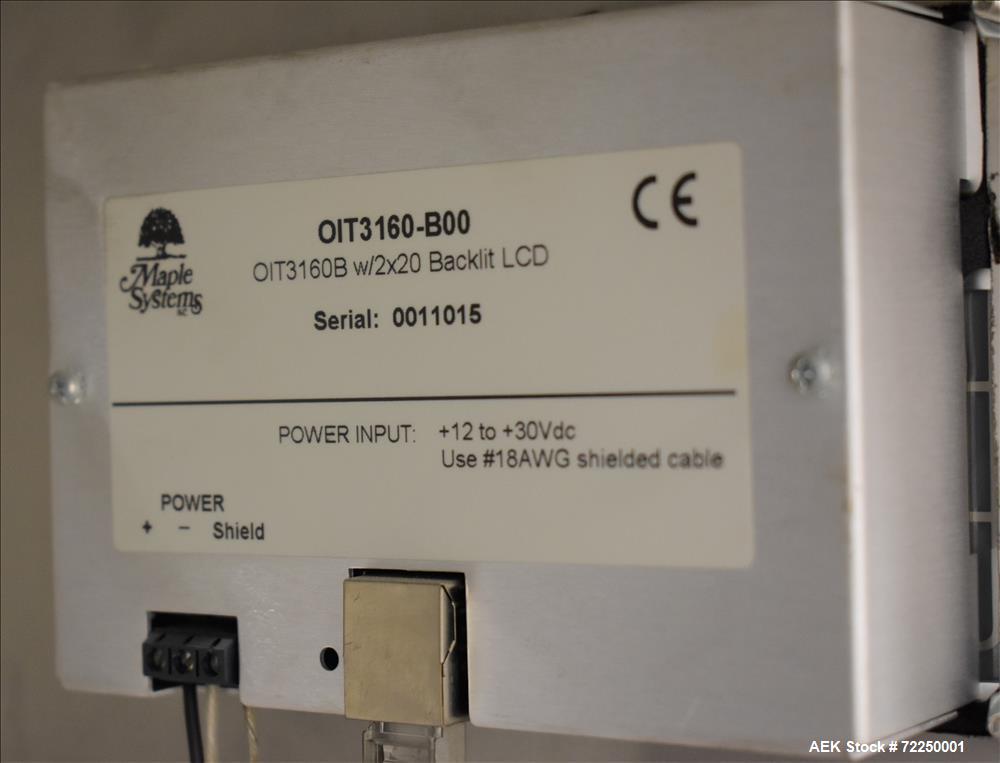 OIT3160-B00
CE
OIT3160B w/2x20 Backlit LCD
Maple
Systems
Serial: 0011015
POWER INPUT: +12 to +30Vdc
Use #18AWG shielded cable
POWER
+ − Shield
AEK Stock # 72250001